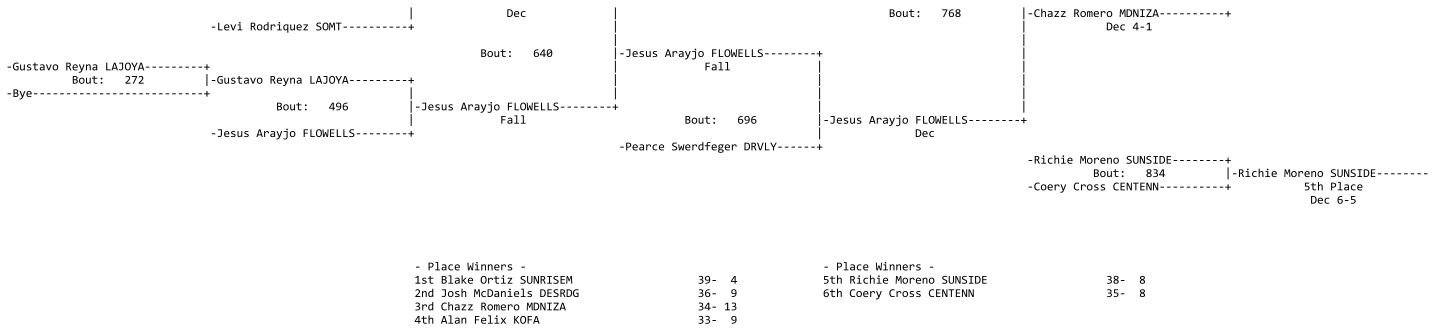 Dec Bout: 768 -Chazz Romero MDNIZA----------+
-Levi Rodriquez SOMT----------+ Dec 4-1
Bout: 640 -Jesus Arayjo FLOWELLS--------+
-Gustavo Reyna LAJOYA---------+ Fall
Bout: 272 |-Gustavo Reyna LAJOYA---------+
-Bye--------------------------+
Bout: 496 |-Jesus Arayjo FLOWELLS--------+
Fall Bout: 696 |-Jesus Arayjo FLOWELLS--------+
-Jesus Arayjo FLOWELLS--------+ Dec
-Pearce Swerdfeger DRVLY------+
-Richie Moreno SUNSIDE--------+
Bout: 834 |-Richie Moreno SUNSIDE--------
-Coery Cross CENTENN----------+ 5th Place
Dec 6-5
- Place Winners - - Place Winners -
1st Blake Ortiz SUNRISEM 39- 4 5th Richie Moreno SUNSIDE 38- 8
2nd Josh McDaniels DESRDG 36- 9 6th Coery Cross CENTENN 35- 8
3rd Chazz Romero MDNIZA 34- 13
4th Alan Felix KOFA 33- 9